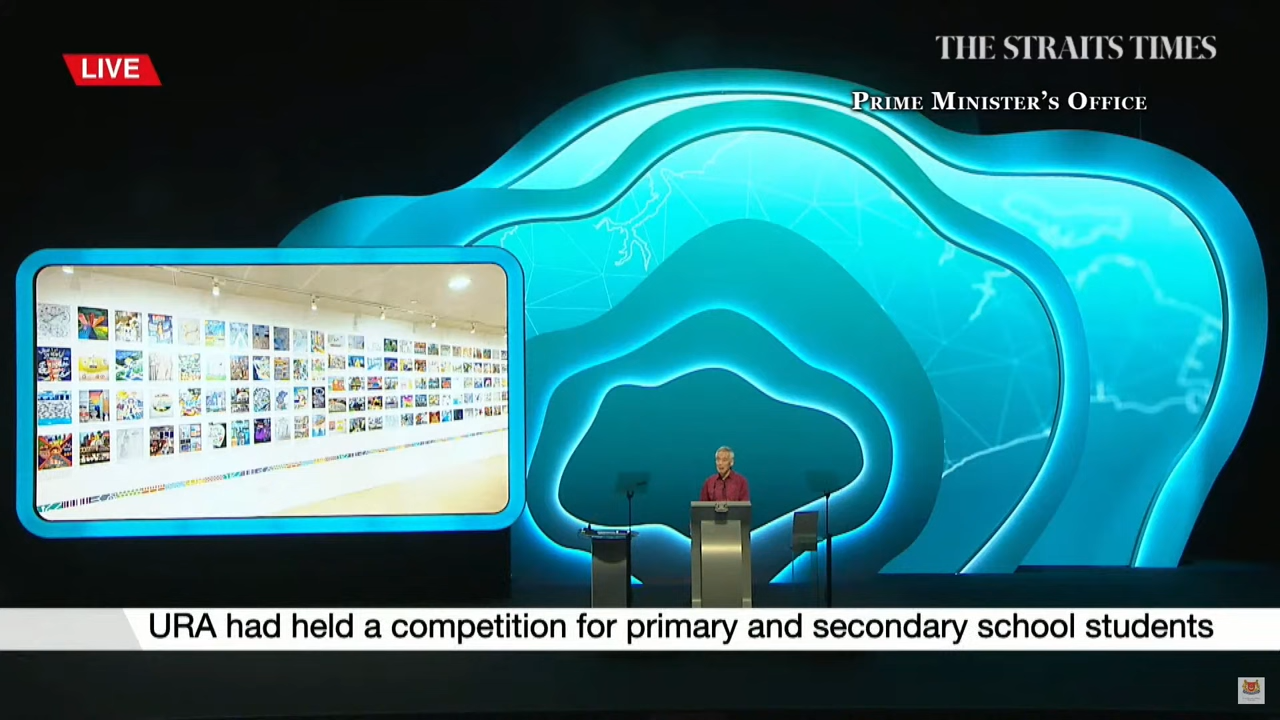 LIVE
THE STRAITS TIMES
PRIME MINISTER'S OFFICE
URA had held a competition for primary and secondary school students